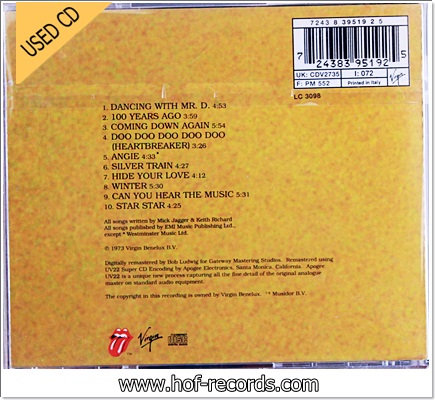 USED CD
7243 8 39519 2 5
7 24383 95192 5
UK: CDV2735 I: 072
F: PM 552 Printed in Italy Virgin
LC 3098
1. DANCING WITH MR. D. 4:53
2. 100 YEARS AGO 3:59
3. COMING DOWN AGAIN 5:54
4. DOO DOO DOO DOO DOO
(HEARTBREAKER) 3:26
5. ANGIE 4:33*
6. SILVER TRAIN 4:27
7. HIDE YOUR LOVE 4:12
8. WINTER 5:30
9. CAN YOU HEAR THE MUSIC 5:31
10. STAR STAR 4:25
All songs written by Mick Jagger & Keith Richard
All songs published by EMI Music Publishing Ltd.,
except * Westminster Music Ltd.
© 1973 Virgin Benelux B.V.
Digitally remastered by Bob Ludwig for Gateway Mastering Studios. Remastered using
UV22 Super CD Encoding by Apogee Electronics, Santa Monica, California. Apogee
UV22 is a unique new process capturing all the fine detail of the original analogue
master on standard audio equipment.
The copyright in this recording is owned by Virgin Benelux. ™ Musidor B.V.
TM Virgin COMPACT disc DIGITAL AUDIO
www.hof-records.com